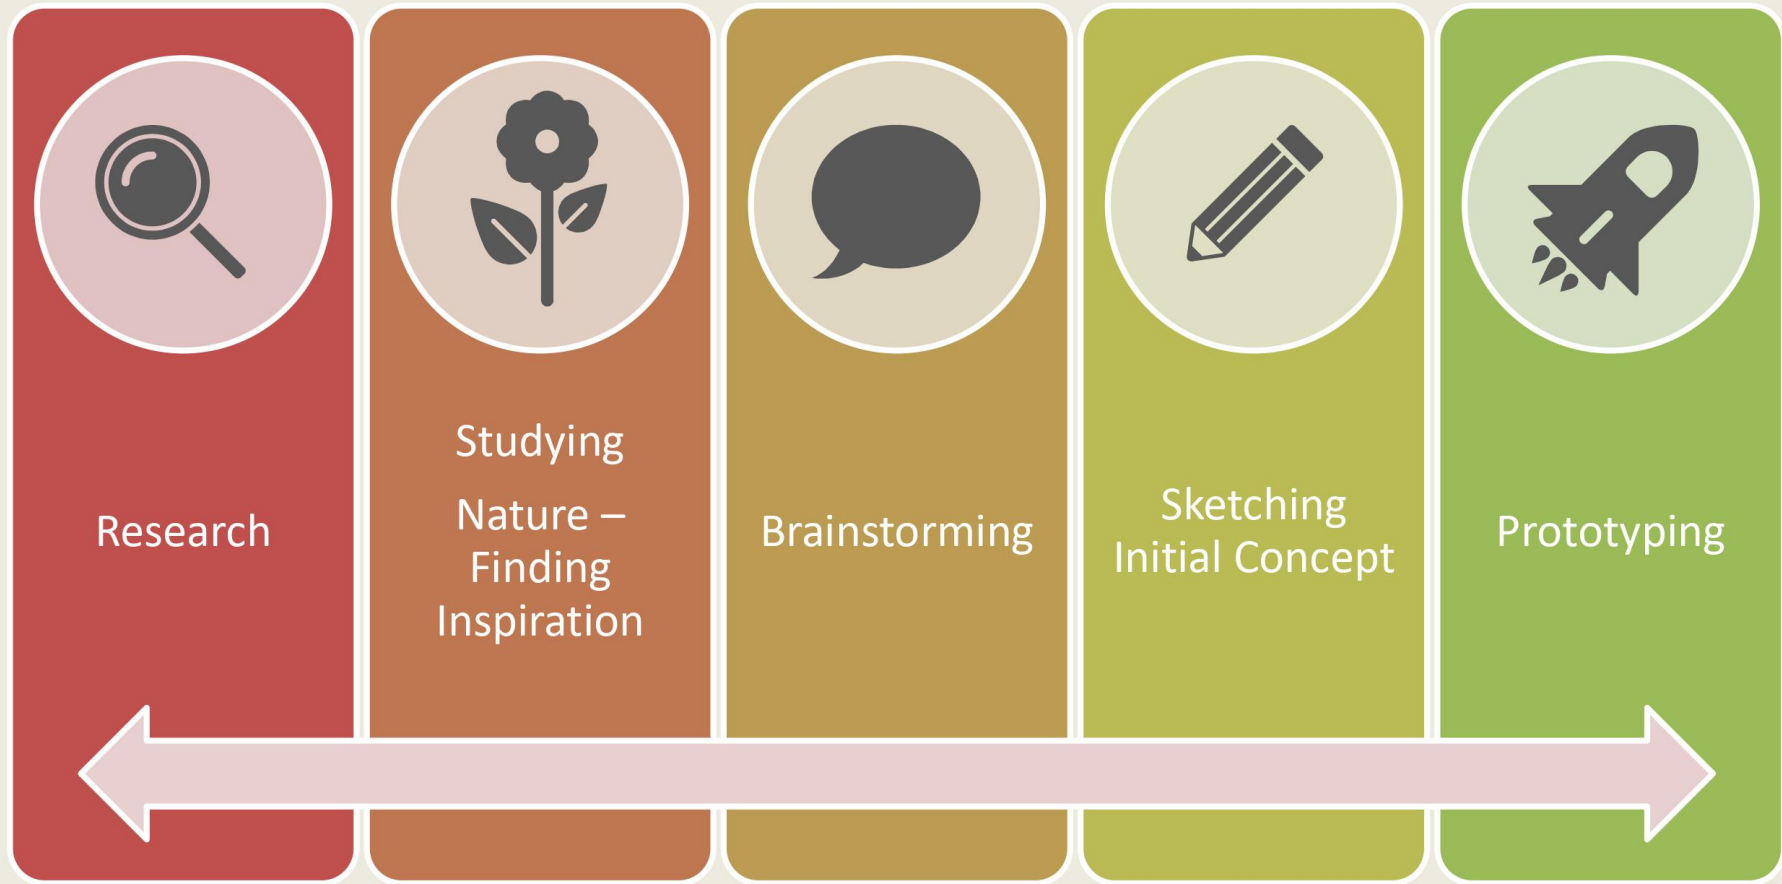 Research
Studying
Nature –
Finding
Inspiration
Brainstorming
Sketching
Initial Concept
Prototyping